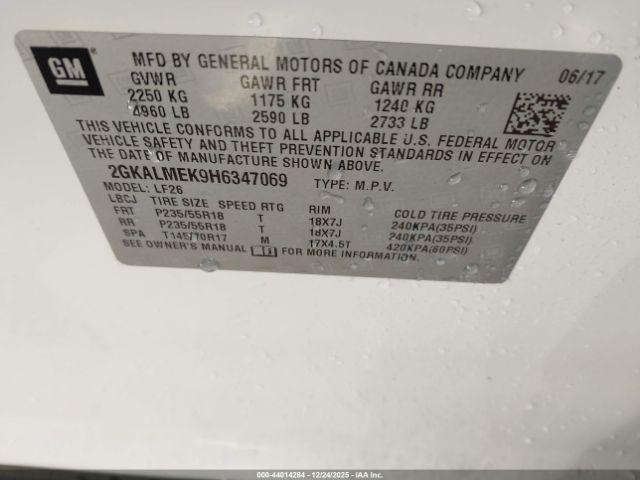 GM
MFD BY GENERAL MOTORS OF CANADA COMPANY 06/17
GVWR GAWR FRT GAWR RR
2250 KG 1175 KG 1240 KG
4960 LB 2590 LB 2733 LB
THIS VEHICLE CONFORMS TO ALL APPLICABLE U.S. FEDERAL MOTOR
VEHICLE SAFETY AND THEFT PREVENTION STANDARDS IN EFFECT ON
THE DATE OF MANUFACTURE SHOWN ABOVE.
2GKALMEK9H6347069 TYPE: M.P.V.
MODEL: LF26
LBCJ TIRE SIZE SPEED RTG RIM COLD TIRE PRESSURE
FRT P235/55R18 T 18X7J 240KPA(35PSI)
RR P235/55R18 T 18X7J 240KPA(35PSI)
SPA T145/70R17 M 17X4.5T 420KPA(60PSI)
SEE OWNER'S MANUAL FOR MORE INFORMATION.
000-44014284 - 12/24/2025 - IAAI.COM